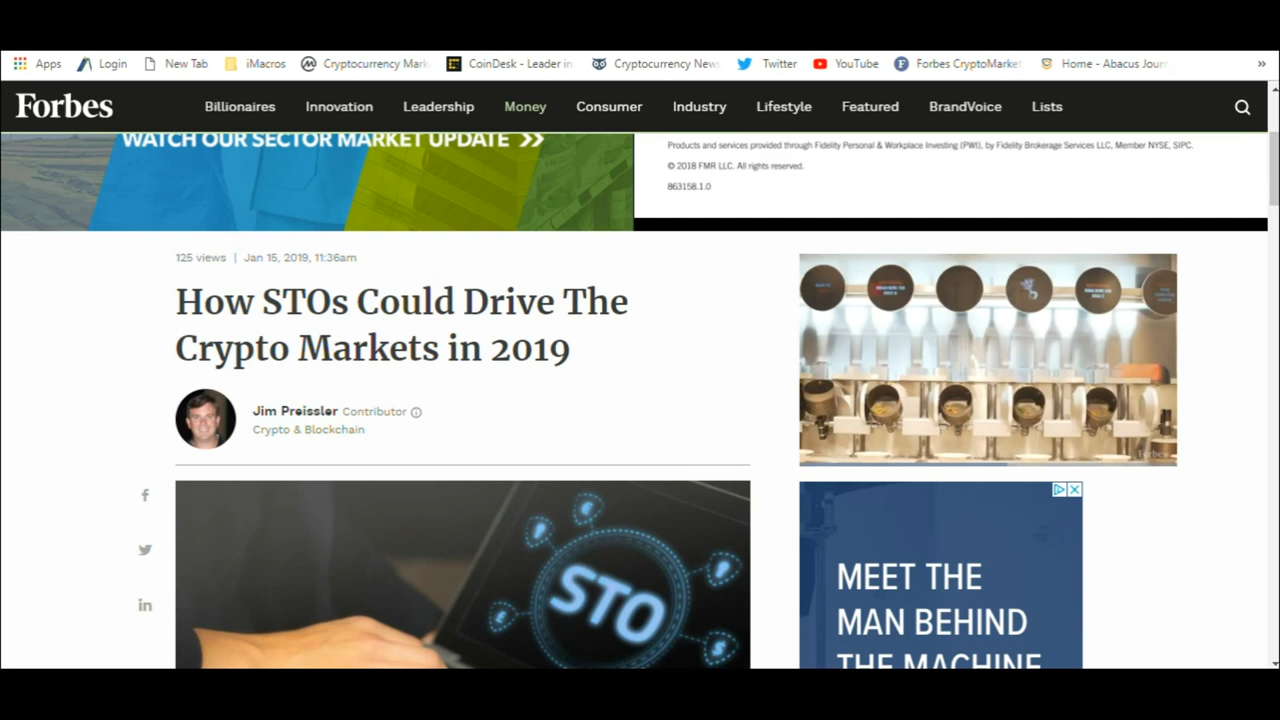 Apps Login New Tab iMacros Cryptocurrency Mark CoinDesk - Leader in Cryptocurrency News Twitter YouTube Forbes CryptoMarket Home - Abacus Journ »
Forbes Billionaires Innovation Leadership Money Consumer Industry Lifestyle Featured BrandVoice Lists
WATCH OUR SECTOR MARKET UPDATE >>
Products and services provided through Fidelity Personal & Workplace Investing (PWI), by Fidelity Brokerage Services LLC, Member NYSE, SIPC.
© 2018 FMR LLC. All rights reserved.
863158.1.0
125 views | Jan 15, 2019, 11:36am
How STOs Could Drive The
Crypto Markets in 2019
Jim Preissler Contributor
Crypto & Blockchain
STO
Forbes
MEET THE
MAN BEHIND
THE MACHINE